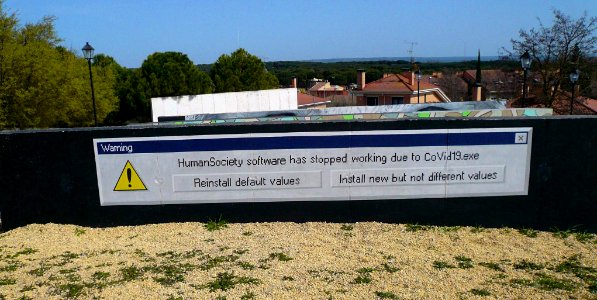 Warning
HumanSociety software has stopped working due to CoVid19.exe
Reinstall default values
Install new but not different values